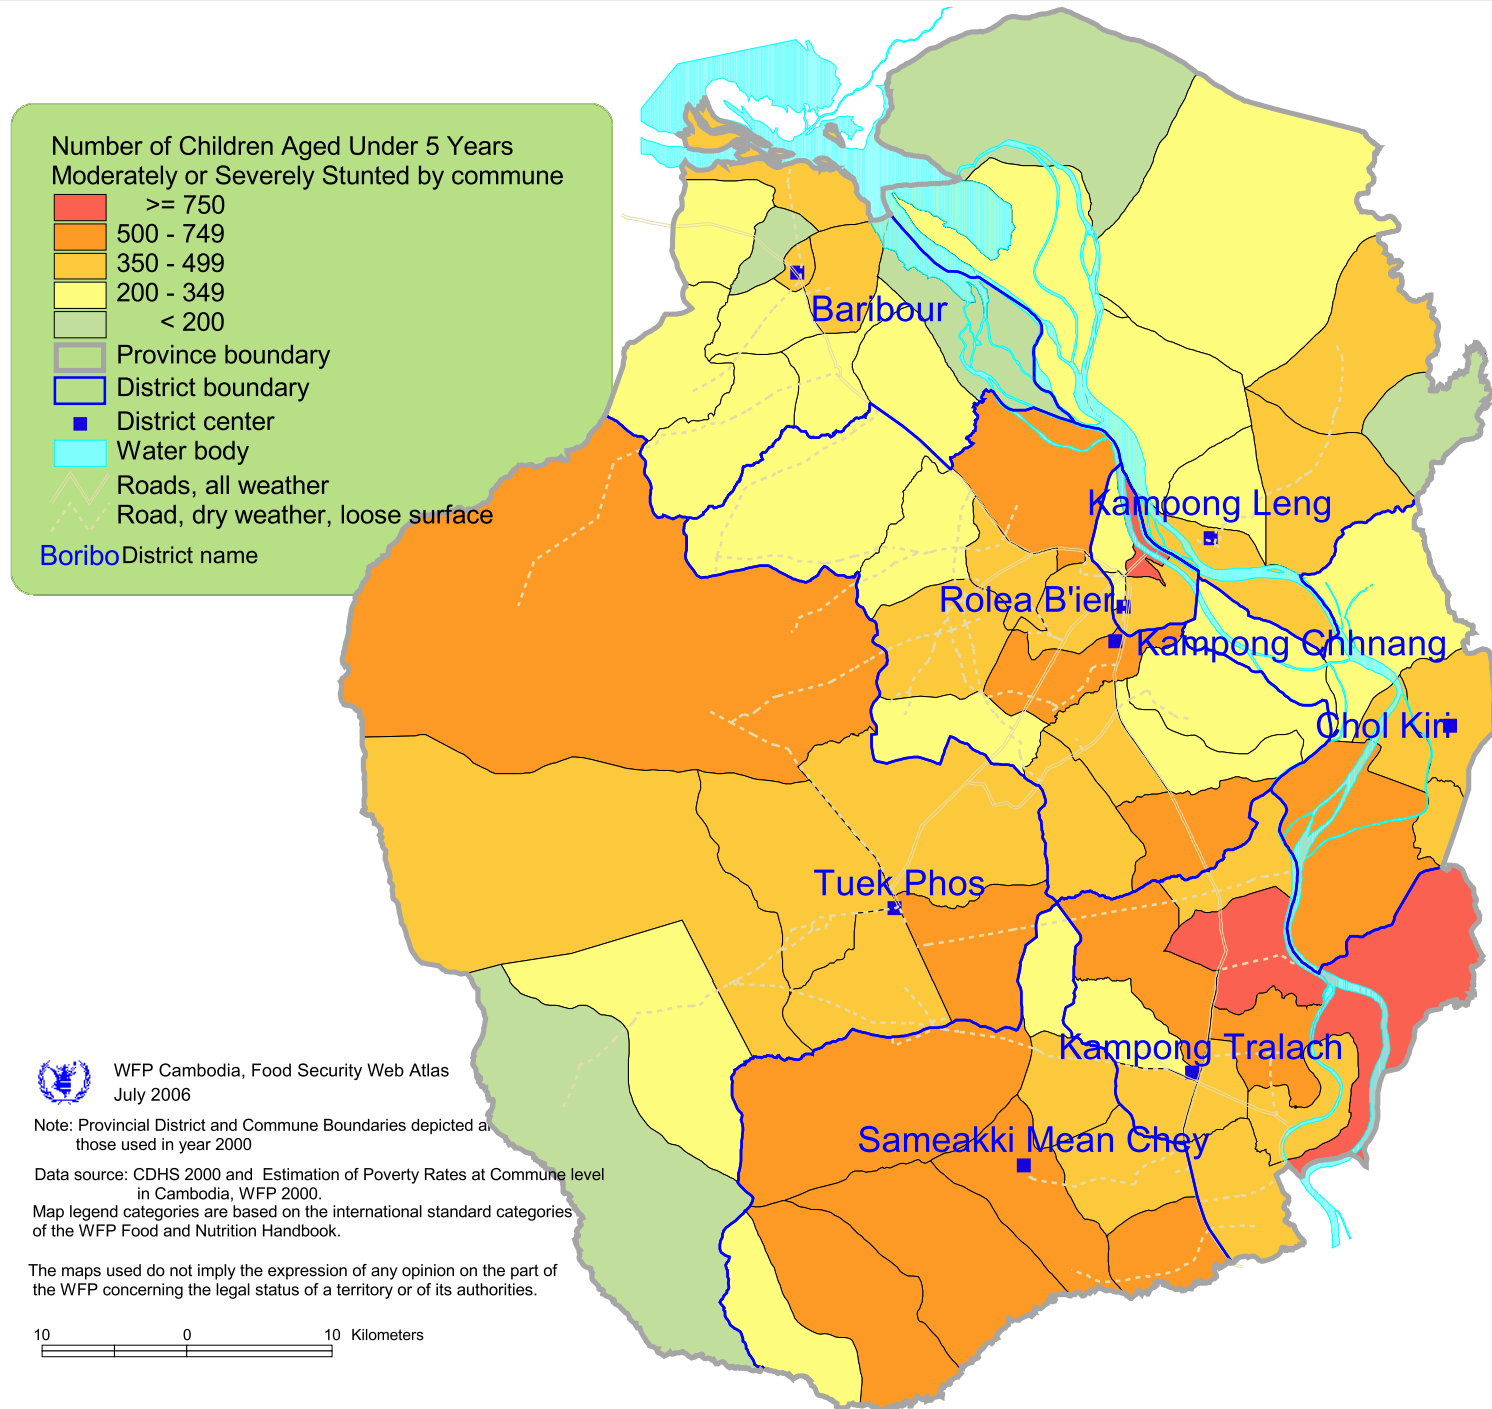 Number of Children Aged Under 5 Years
Moderately or Severely Stunted by commune
>= 750
500 - 749
350 - 499
200 - 349
< 200
Province boundary
District boundary
District center
Water body
Roads, all weather
Road, dry weather, loose surface
Boribo District name
Baribour
Kampong Leng
Rolea B'ier
Kampong Chhnang
Chol Kiri
Tuek Phos
Kampong Tralach
Sameakki Mean Chey
WFP Cambodia, Food Security Web Atlas
July 2006
Note: Provincial District and Commune Boundaries depicted
those used in year 2000
Data source: CDHS 2000 and Estimation of Poverty Rates at Commune level
in Cambodia, WFP 2000.
Map legend categories are based on the international standard categories
of the WFP Food and Nutrition Handbook.
The maps used do not imply the expression of any opinion on the part of
the WFP concerning the legal status of a territory or of its authorities.
10 0 10 Kilometers